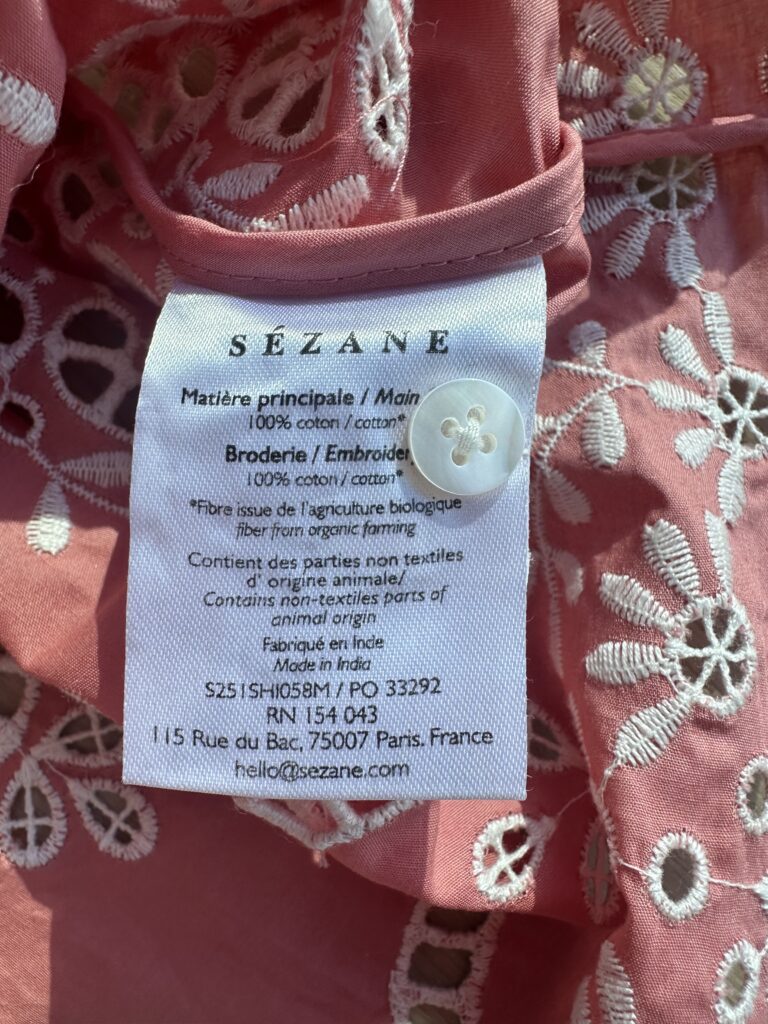 SÉZANE
Matière principale / Main
100% coton / cotton*
Broderie / Embroider
100% coton / cotton*
*Fibre issue de l'agriculture biologique
fiber from organic farming
Contient des parties non textiles
d' origine animale/
Contains non-textiles parts of
animal origin
Fabriqué en Inde
Made in India
S251SH1058M / PO 33292
RN 154 043
115 Rue du Bac, 75007 Paris. France
hello@sezane.com